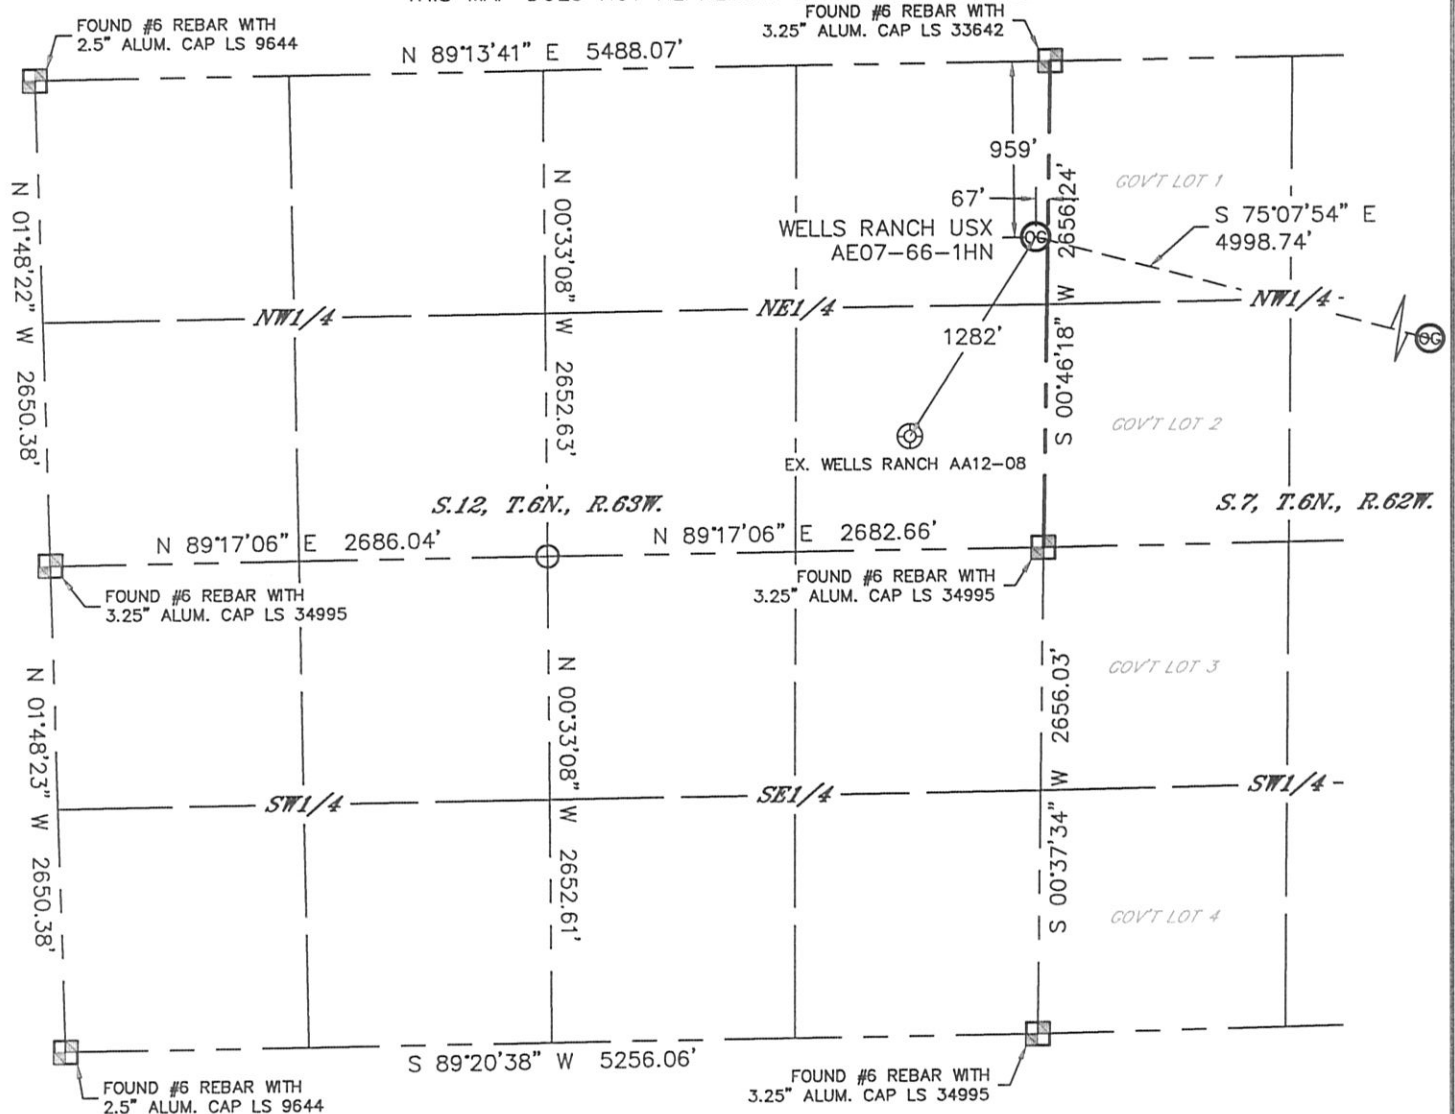 FOUND #6 REBAR WITH
2.5" ALUM. CAP LS 9644
FOUND #6 REBAR WITH
3.25" ALUM. CAP LS 33642
N 89°13'41" E 5488.07'
959'
67'
GOV'T LOT 1
WELLS RANCH USX
AE07-66-1HN
OG
S 75°07'54" E
4998.74'
N 01°48'22" W 2650.38'
N 00°33'08" W 2652.63'
S 00°46'18" W 2656.24'
NW1/4
NE1/4
NW1/4
1282'
OG
GOV'T LOT 2
EX. WELLS RANCH AA12-08
S.12, T.6N., R.63W.
S.7, T.6N., R.62W.
N 89°17'06" E 2686.04'
N 89°17'06" E 2682.66'
FOUND #6 REBAR WITH
3.25" ALUM. CAP LS 34995
FOUND #6 REBAR WITH
3.25" ALUM. CAP LS 34995
N 01°48'23" W 2650.38'
N 00°33'08" W 2652.61'
S 00°37'34" W 2656.03'
GOV'T LOT 3
SW1/4
SE1/4
SW1/4
GOV'T LOT 4
S 89°20'38" W 5256.06'
FOUND #6 REBAR WITH
2.5" ALUM. CAP LS 9644
FOUND #6 REBAR WITH
3.25" ALUM. CAP LS 34995